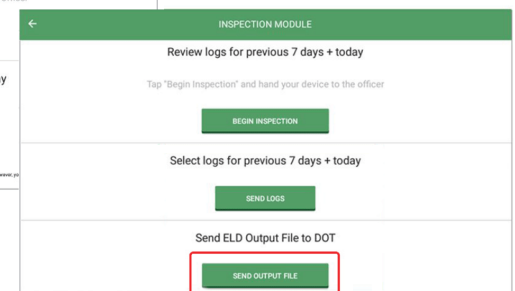 INSPECTION MODULE
Review logs for previous 7 days + today
Tap "Begin Inspection" and hand your device to the officer
BEGIN INSPECTION
Select logs for previous 7 days + today
SEND LOGS
Send ELD Output File to DOT
SEND OUTPUT FILE